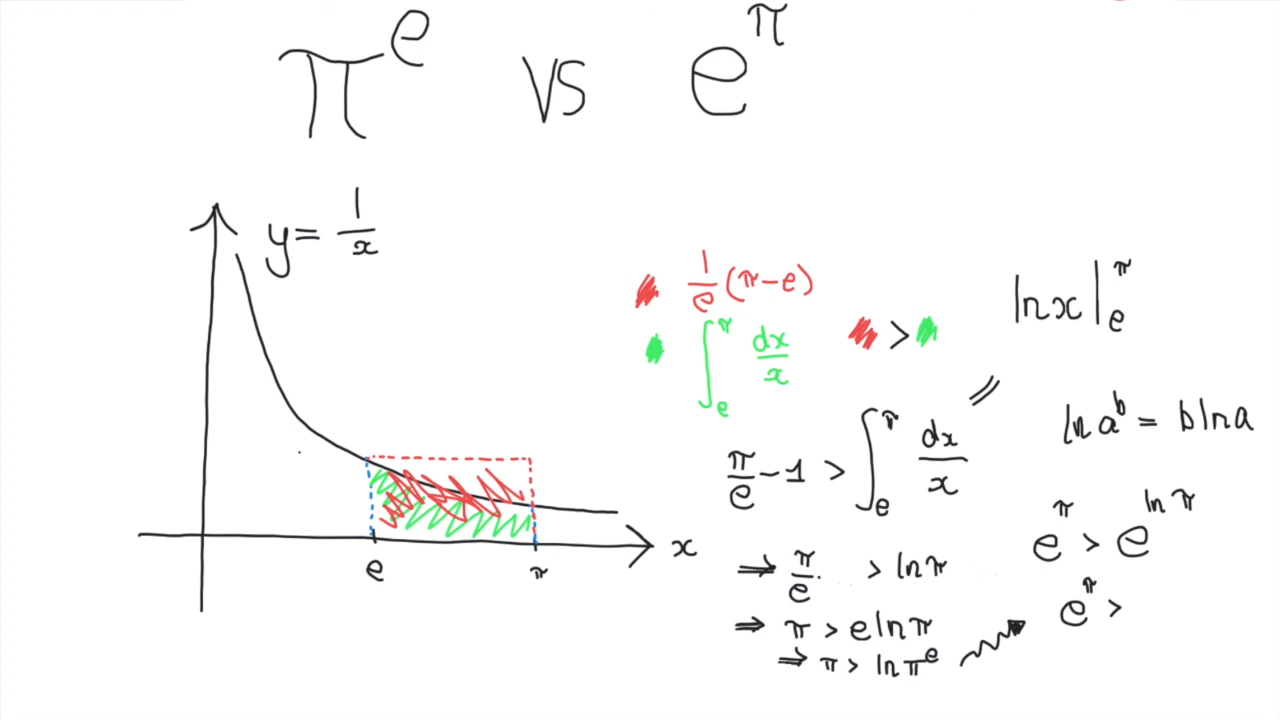 π^e vs e^π
y = 1/x
x
e
π
1/e (π−e)
∫_e^π dx/x
>
ln x |_e^π
//
ln a^b = b ln a
π/e − 1 > ∫_e^π dx/x
⇒ π/e > ln π
⇒ π > e ln π
⇒ π > ln π^e
e^π > e^ln π
e^π >